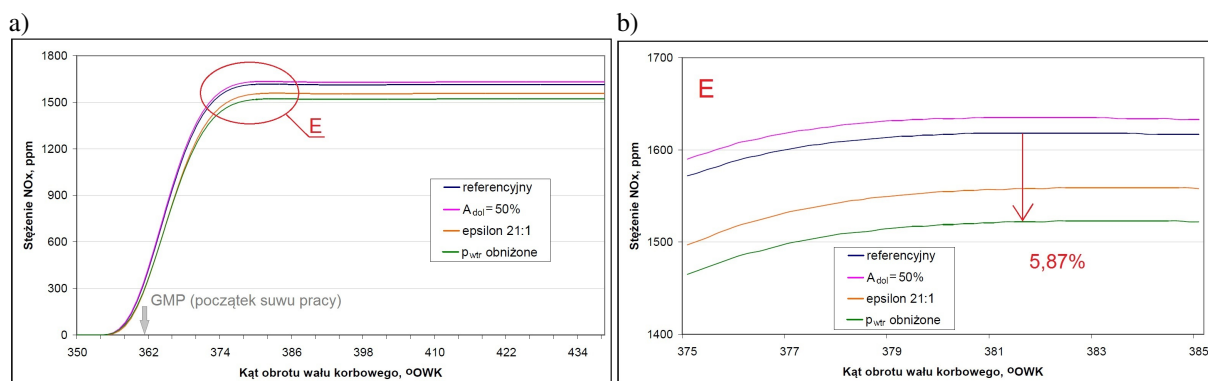 a)
1800
1500
1200
900
600
300
0
Stężenie NOx, ppm
E
referencyjny
Adol = 50%
epsilon 21:1
pwtr obniżone
GMP (początek suwu pracy)
350 362 374 386 398 410 422 434
Kąt obrotu wału korbowego, ºOWK
b)
1700
1600
1500
1400
Stężenie NOx, ppm
E
5,87%
referencyjny
Adol = 50%
epsilon 21:1
pwtr obniżone
375 377 379 381 383 385
Kąt obrotu wału korbowego, ºOWK